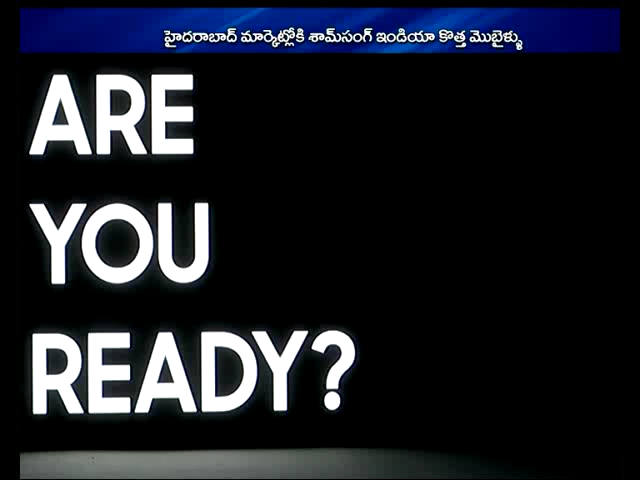 హైదరాబాద్ మార్కెట్లోకి శామ్‌సంగ్ ఇండియా కొత్త మొబైళ్ళు
ARE
YOU
READY?